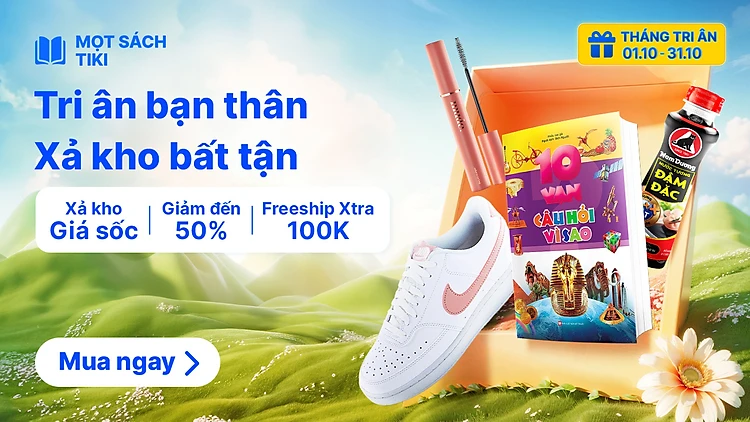 MỌT SÁCH
TIKI
THÁNG TRI ÂN
01.10 - 31.10
Tri ân bạn thân
Xả kho bất tận
Xả kho
Giá sốc
Giảm đến
50%
Freeship Xtra
100K
Mua ngay
10
VẠN
CÂU HỎI
VÌ SAO
Nam Dương
NƯỚC TƯƠNG
ĐẬM
ĐẶC